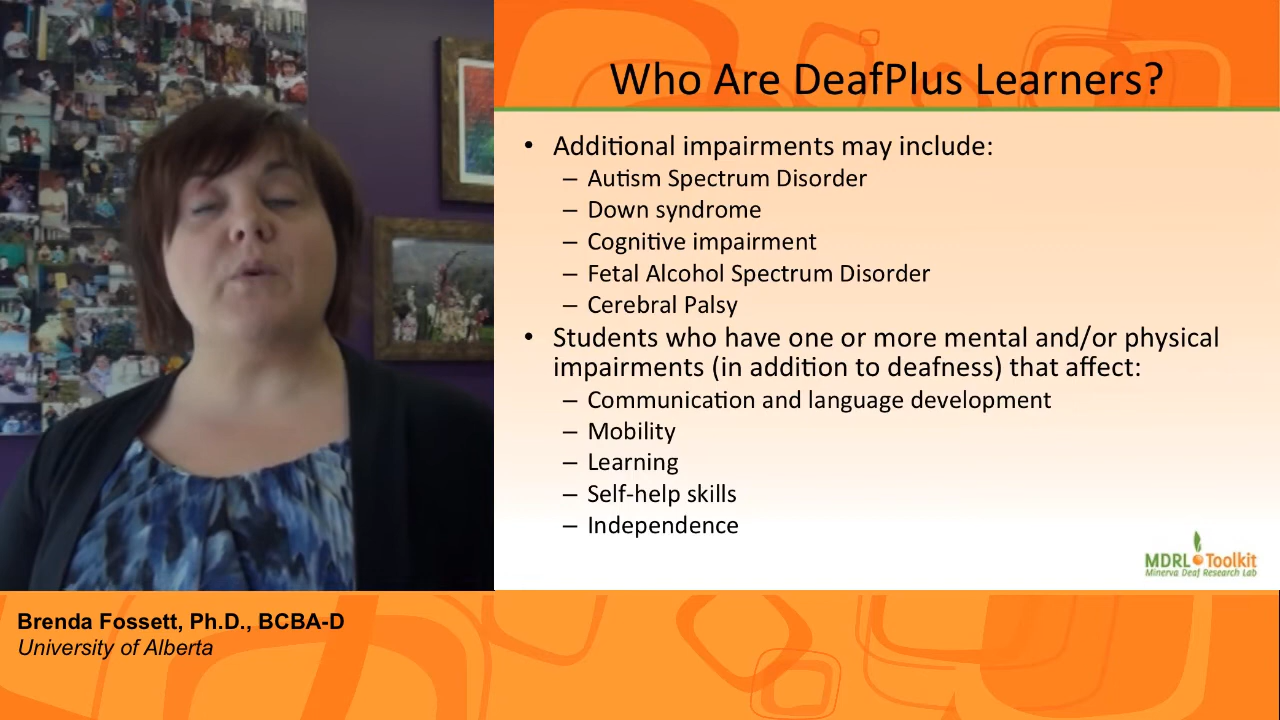 Who Are DeafPlus Learners?
• Additional impairments may include:
– Autism Spectrum Disorder
– Down syndrome
– Cognitive impairment
– Fetal Alcohol Spectrum Disorder
– Cerebral Palsy
• Students who have one or more mental and/or physical
impairments (in addition to deafness) that affect:
– Communication and language development
– Mobility
– Learning
– Self-help skills
– Independence
MDRL Toolkit
Minerva Deaf Research Lab
Brenda Fossett, Ph.D., BCBA-D
University of Alberta